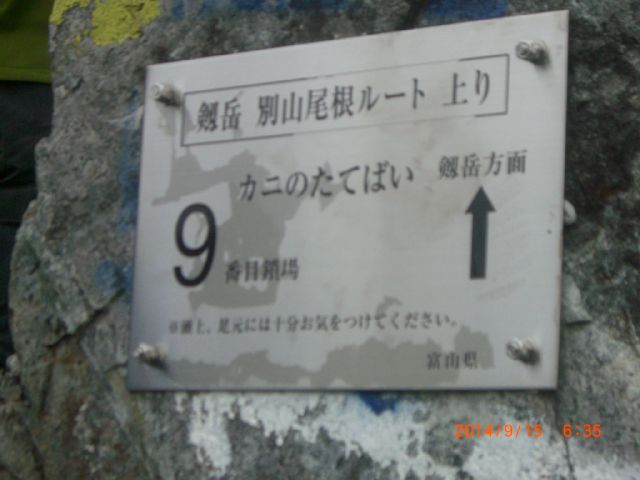 剱岳 別山尾根ルート 上り
カニのたてばい 剱岳方面
9 番目鎖場
足元には十分お気をつけてください。
富山県
2014/9/15 6:35